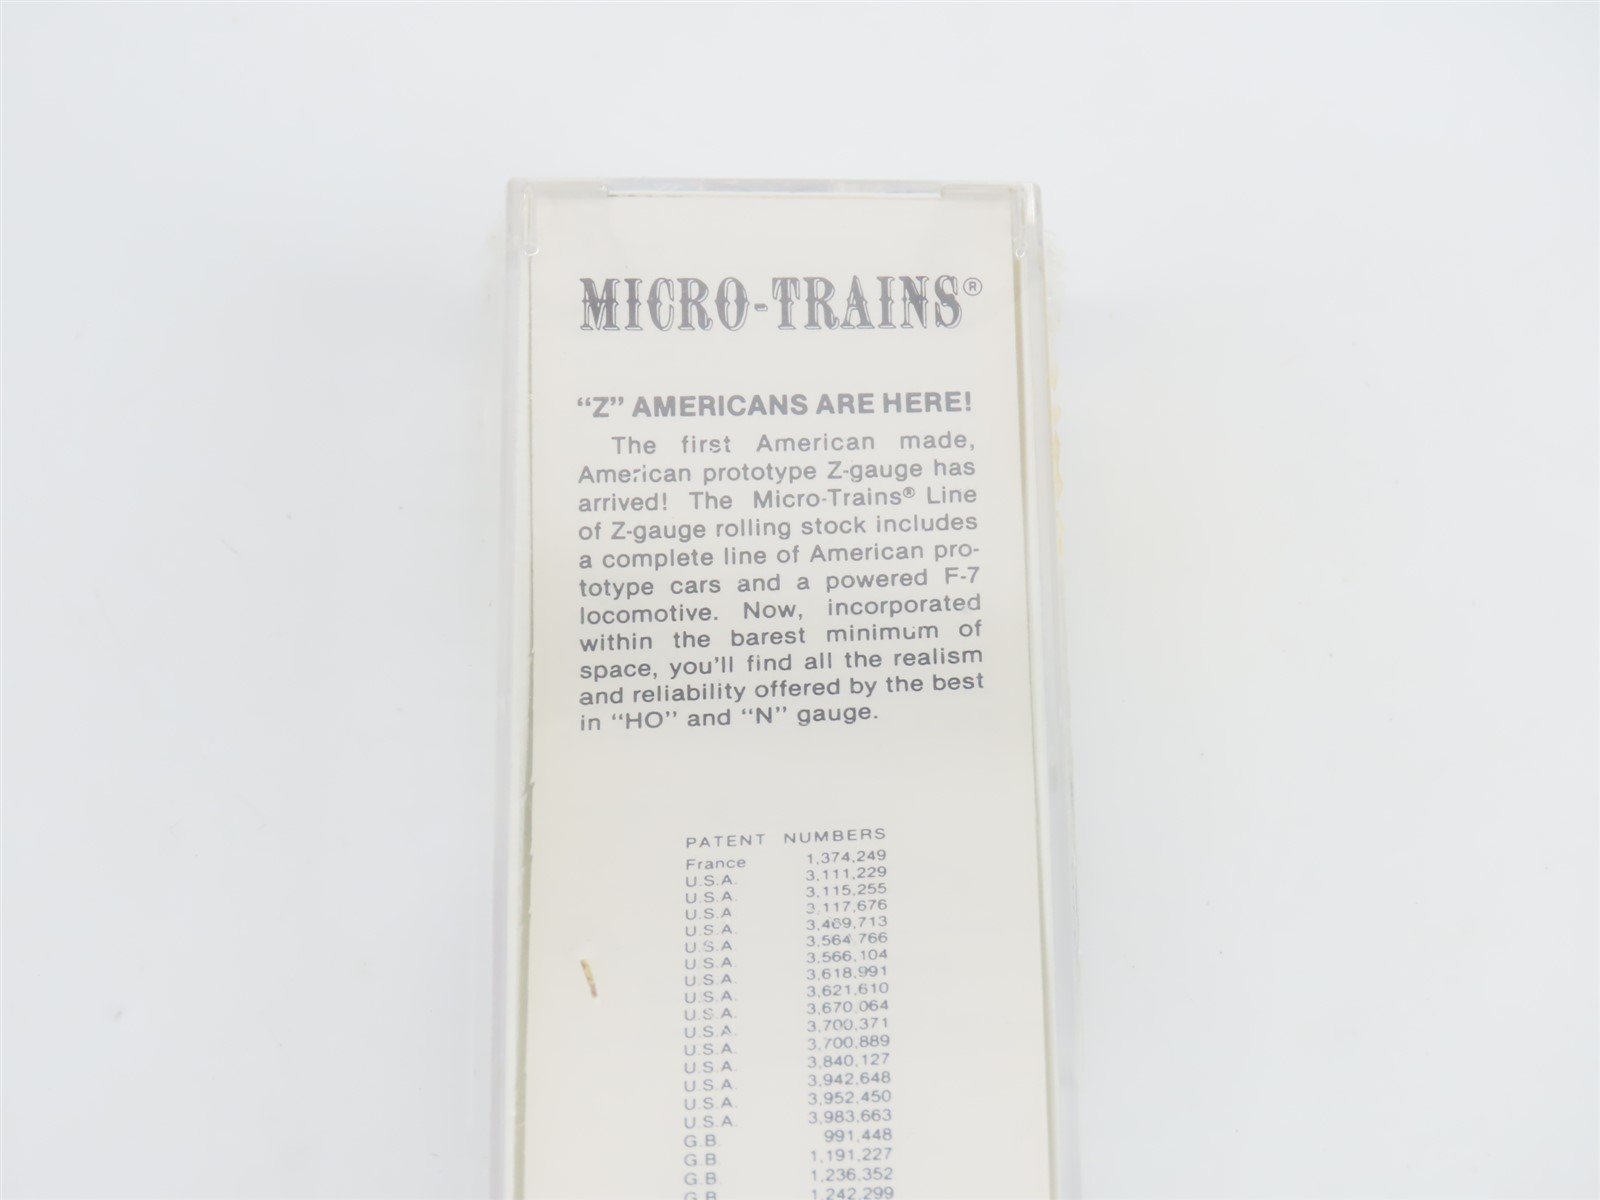 MICRO-TRAINS®
"Z" AMERICANS ARE HERE!
The first American made,
American prototype Z-gauge has
arrived! The Micro-Trains® Line
of Z-gauge rolling stock includes
a complete line of American pro-
totype cars and a powered F-7
locomotive. Now, incorporated
within the barest minimum of
space, you'll find all the realism
and reliability offered by the best
in "HO" and "N" gauge.
PATENT NUMBERS
France 1,374,249
U.S.A. 3,111,229
U.S.A. 3,115,255
U.S.A 3,117,676
U.S.A. 3,469,713
U.S.A 3,564,766
U.S.A. 3,566,104
U.S.A. 3,618,991
U.S.A. 3,621,610
U.S.A. 3,670,064
U.S.A. 3,700,371
U.S.A. 3,700,889
U.S.A. 3,840,127
U.S.A. 3,942,648
U.S.A. 3,952,450
U.S.A. 3,983,663
G.B. 991,448
G.B. 1,191,227
G.B. 1,236,352
G.B. 1,242,299